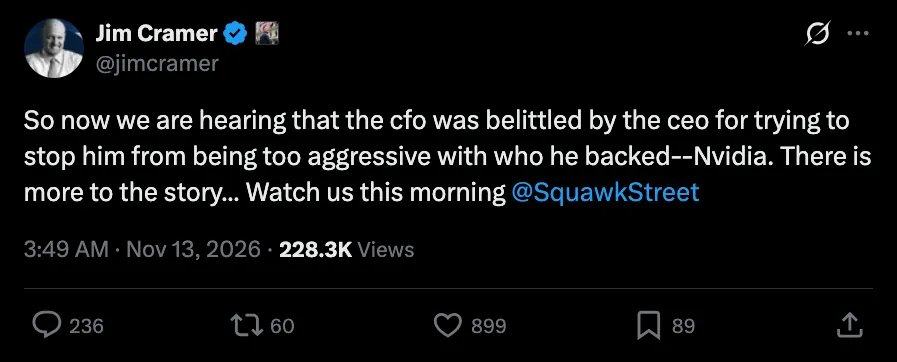 Jim Cramer
@jimcramer
So now we are hearing that the cfo was belittled by the ceo for trying to
stop him from being too aggressive with who he backed--Nvidia. There is
more to the story... Watch us this morning @SquawkStreet
3:49 AM · Nov 13, 2026 · 228.3K Views
236 60 899 89